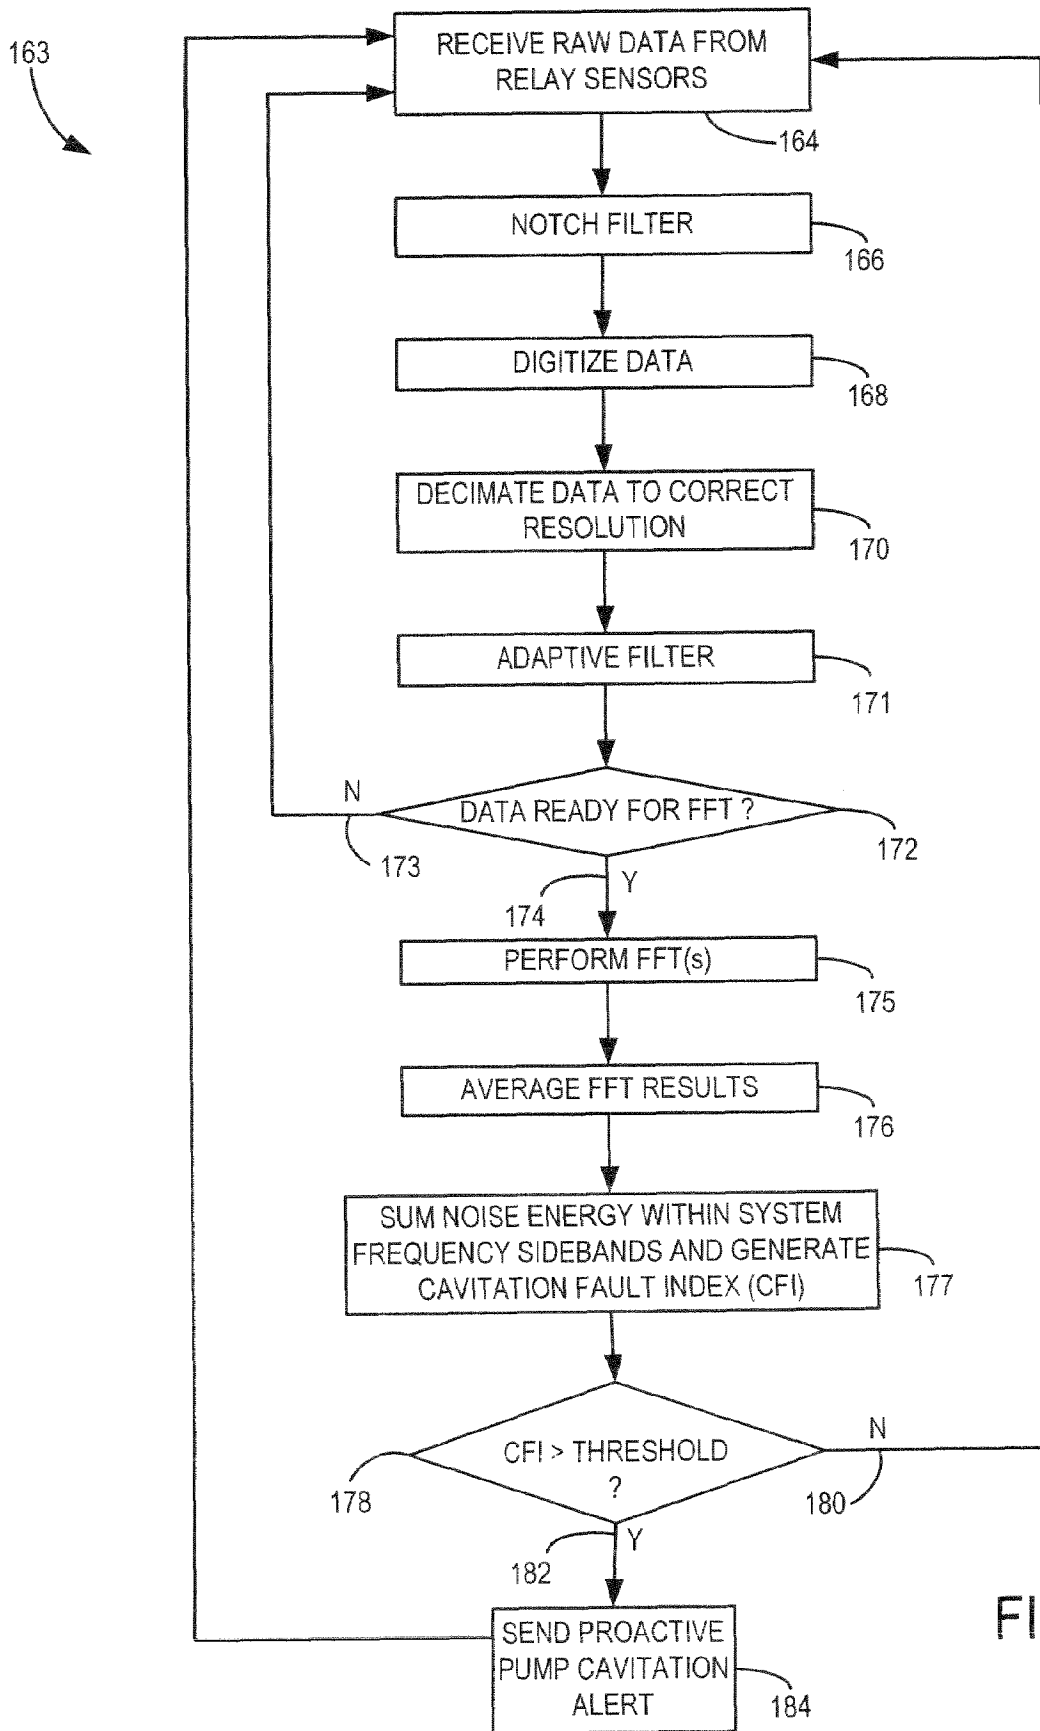 163
RECEIVE RAW DATA FROM
RELAY SENSORS
164
NOTCH FILTER
166
DIGITIZE DATA
168
DECIMATE DATA TO CORRECT
RESOLUTION
170
ADAPTIVE FILTER
171
N
DATA READY FOR FFT ?
173
172
174
Y
PERFORM FFT(s)
175
AVERAGE FFT RESULTS
176
SUM NOISE ENERGY WITHIN SYSTEM
FREQUENCY SIDEBANDS AND GENERATE
CAVITATION FAULT INDEX (CFI)
177
N
CFI > THRESHOLD
?
178
180
182
Y
SEND PROACTIVE
PUMP CAVITATION
ALERT
184
FI